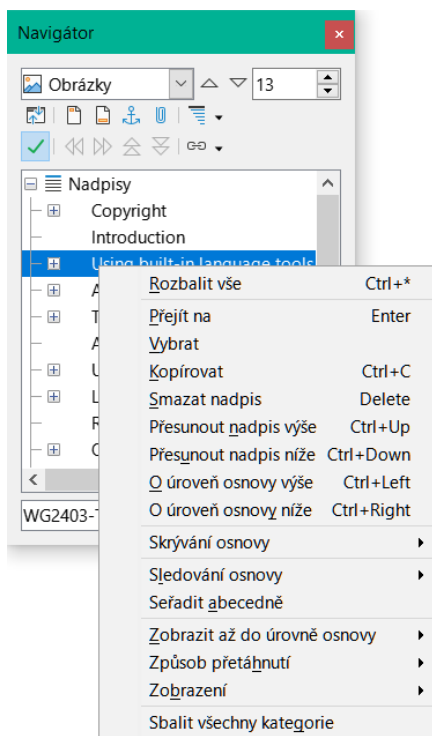 Navigátor
Obrázky 13
Nadpisy
Copyright
Introduction
Using built-in language tools
A
T
A
U
L
R
C
WG2403-T
Rozbalit vše Ctrl+*
Přejít na Enter
Vybrat
Kopírovat Ctrl+C
Smazat nadpis Delete
Přesunout nadpis výše Ctrl+Up
Přesunout nadpis níže Ctrl+Down
O úroveň osnovy výše Ctrl+Left
O úroveň osnovy níže Ctrl+Right
Skrývání osnovy
Sledování osnovy
Seřadit abecedně
Zobrazit až do úrovně osnovy
Způsob přetáhnutí
Zobrazení
Sbalit všechny kategorie